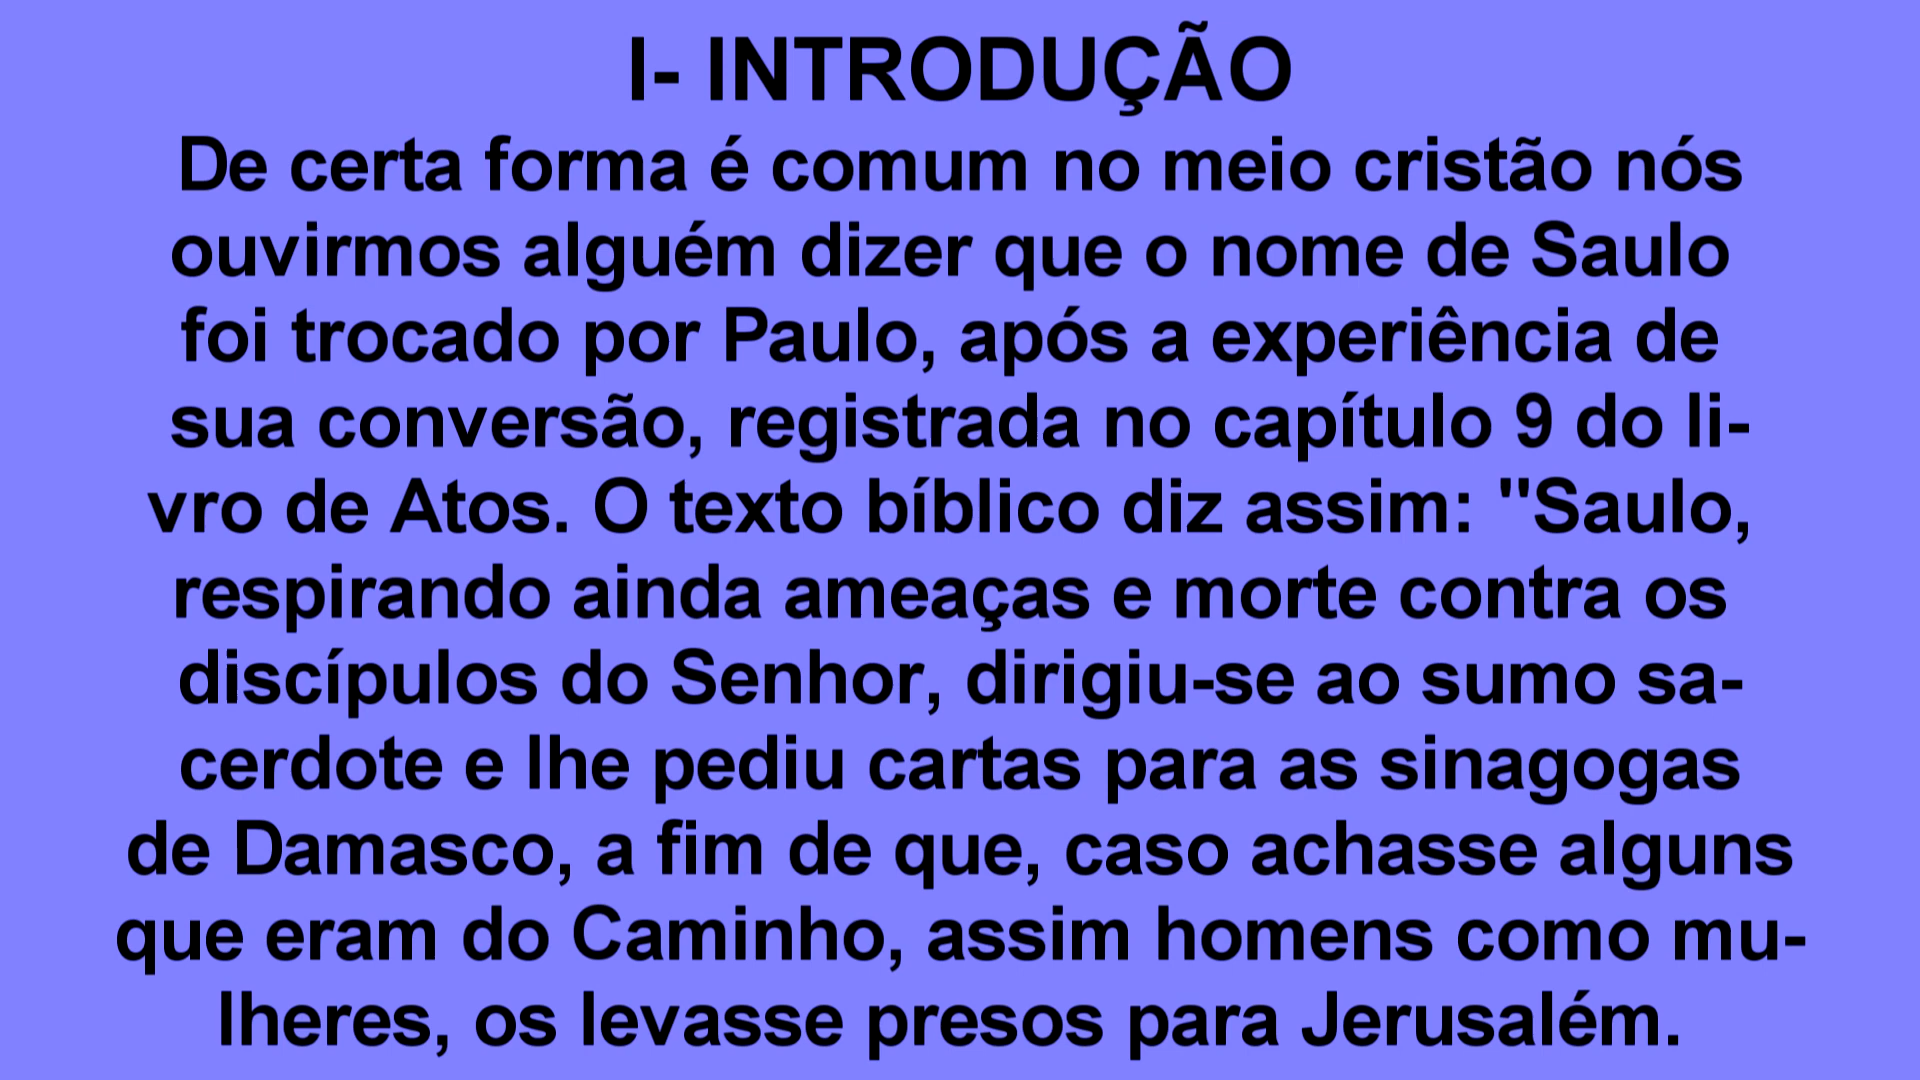 I- INTRODUÇÃO
De certa forma é comum no meio cristão nós
ouvirmos alguém dizer que o nome de Saulo
foi trocado por Paulo, após a experiência de
sua conversão, registrada no capítulo 9 do li-
vro de Atos. O texto bíblico diz assim: "Saulo,
respirando ainda ameaças e morte contra os
discípulos do Senhor, dirigiu-se ao sumo sa-
cerdote e lhe pediu cartas para as sinagogas
de Damasco, a fim de que, caso achasse alguns
que eram do Caminho, assim homens como mu-
lheres, os levasse presos para Jerusalém.